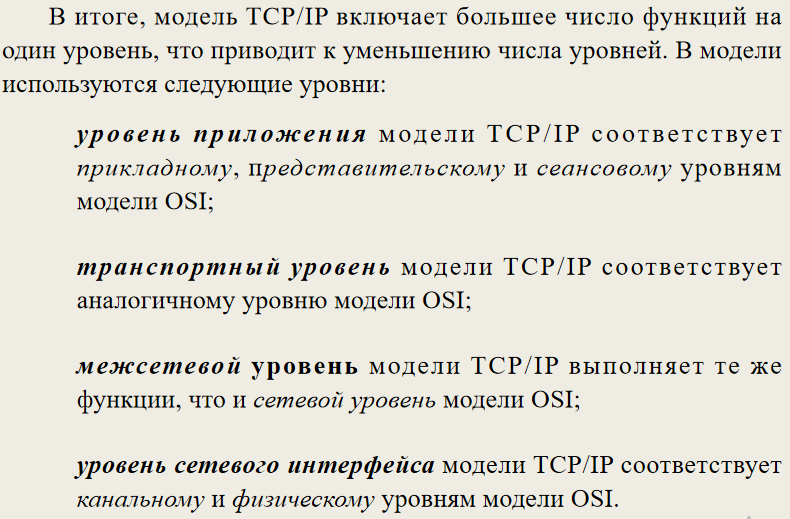 В итоге, модель TCP/IP включает большее число функций на
один уровень, что приводит к уменьшению числа уровней. В модели
используются следующие уровни:
уровень приложения модели TCP/IP соответствует
прикладному, представительскому и сеансовому уровням
модели OSI;
транспортный уровень модели TCP/IP соответствует
аналогичному уровню модели OSI;
межсетевой уровень модели TCP/IP выполняет те же
функции, что и сетевой уровень модели OSI;
уровень сетевого интерфейса модели TCP/IP соответствует
канальному и физическому уровням модели OSI.